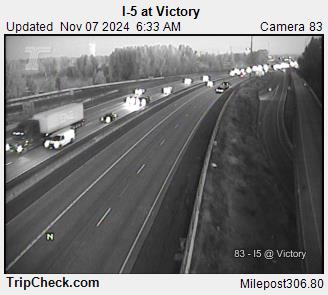 I-5 at Victory
Updated Nov 07 2024 6:33 AM Camera 83
N
83 - I5 @ Victory
TripCheck.com Milepost306.80